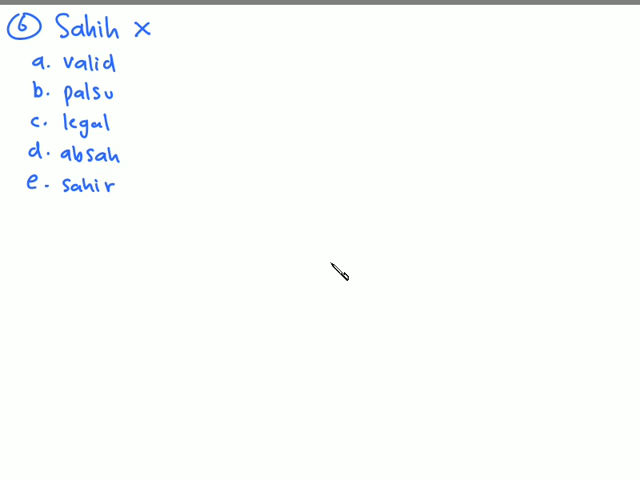 ⑥ Sahih ×
a. valid
b. palsu
c. legal
d. absah
e. sahir